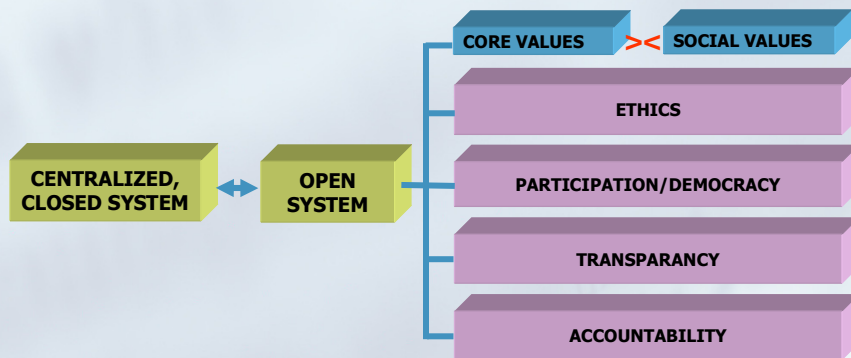 CORE VALUES >< SOCIAL VALUES
ETHICS
CENTRALIZED,
CLOSED SYSTEM
OPEN
SYSTEM
PARTICIPATION/DEMOCRACY
TRANSPARANCY
ACCOUNTABILITY